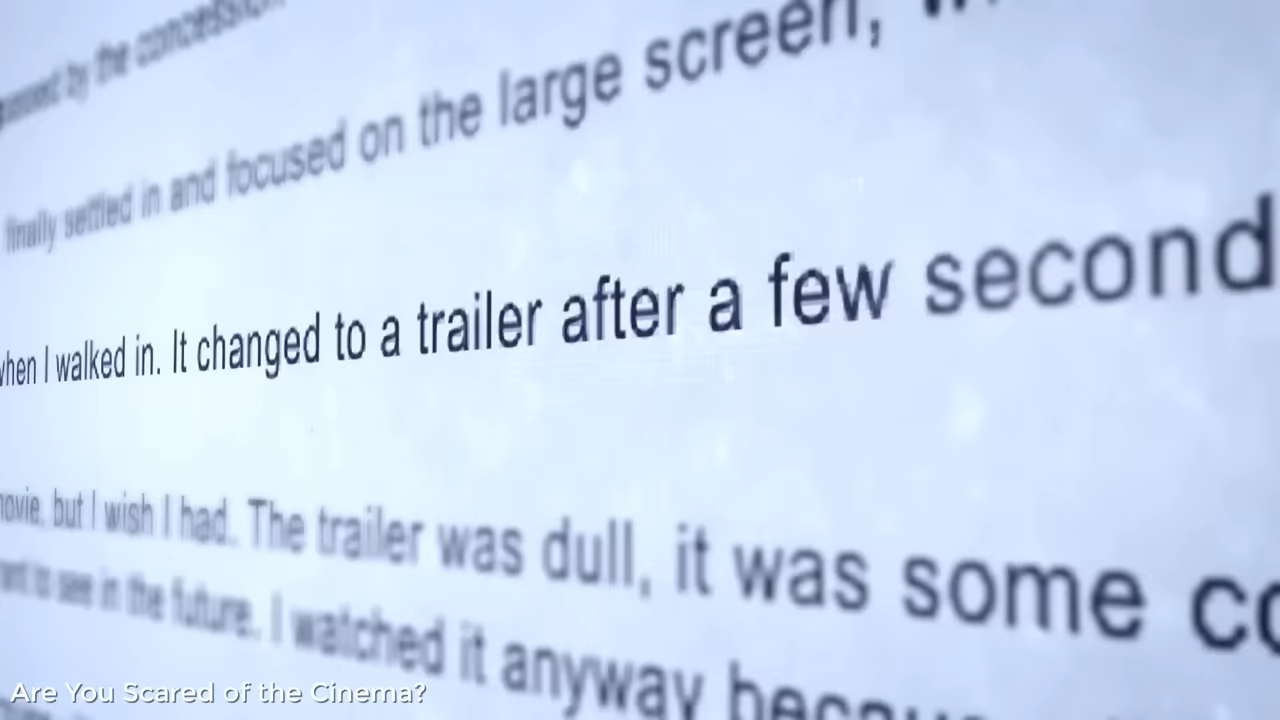 by the concession
finally settled in and focused on the large screen,
when I walked in. It changed to a trailer after a few second
movie, but I wish I had. The trailer was dull, it was some co
to see in the future. I watched it anyway
Are You Scared of the Cinema?